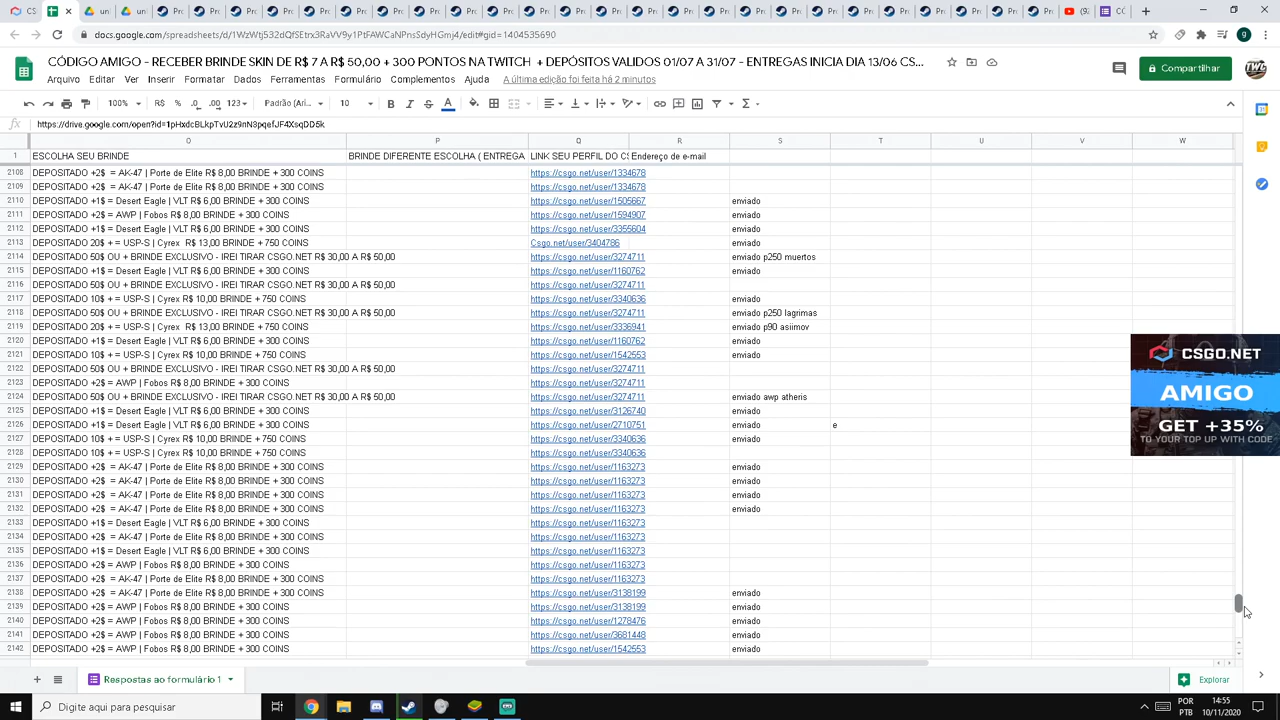 docs.google.com/spreadsheets/d/1WzWtj532dQfSEtrx3RaVV9y1PtFAWCaNPnsSdyHGmj4/edit#gid=1404535690
CÓDIGO AMIGO - RECEBER BRINDE SKIN DE R$ 7 A R$ 50,00 + 300 PONTOS NA TWITCH + DEPÓSITOS VALIDOS 01/07 A 31/07 - ENTREGAS INICIA DIA 13/06 CS...
Arquivo Editar Ver Inserir Formatar Dados Ferramentas Formulário Complementos Ajuda A última edição foi feita há 2 minutos
Compartilhar
100% R$ % .0 .00 123 Padrão (Ari... 10
https://drive.google.com/open?id=1pHxdcBLkpTvU2z9nN3pqefJF4XsqDD5k
O P Q R S T U V W
1 ESCOLHA SEU BRINDE BRINDE DIFERENTE ESCOLHA ( ENTREGA LINK SEU PERFIL DO CS Endereço de e-mail
2108 DEPOSITADO +2$ = AK-47 | Porte de Elite R$ 8,00 BRINDE + 300 COINS https://csgo.net/user/1334678
2109 DEPOSITADO +2$ = AK-47 | Porte de Elite R$ 8,00 BRINDE + 300 COINS https://csgo.net/user/1334678
2110 DEPOSITADO +1$ = Desert Eagle | VLT R$ 6,00 BRINDE + 300 COINS https://csgo.net/user/1505667 enviado
2111 DEPOSITADO +2$ = AWP | Fobos R$ 8,00 BRINDE + 300 COINS https://csgo.net/user/1594907 enviado
2112 DEPOSITADO +1$ = Desert Eagle | VLT R$ 6,00 BRINDE + 300 COINS https://csgo.net/user/3355604 enviado
2113 DEPOSITADO 20$ + = USP-S | Cyrex R$ 13,00 BRINDE + 750 COINS Csgo.net/user/3404786 enviado
2114 DEPOSITADO 50$ OU + BRINDE EXCLUSIVO - IREI TIRAR CSGO.NET R$ 30,00 A R$ 50,00 https://csgo.net/user/3274711 enviado p250 muertos
2115 DEPOSITADO +1$ = Desert Eagle | VLT R$ 6,00 BRINDE + 300 COINS https://csgo.net/user/1160762 enviado
2116 DEPOSITADO 50$ OU + BRINDE EXCLUSIVO - IREI TIRAR CSGO.NET R$ 30,00 A R$ 50,00 https://csgo.net/user/3274711
2117 DEPOSITADO 10$ + = USP-S | Cyrex R$ 10,00 BRINDE + 750 COINS https://csgo.net/user/3340636 enviado
2118 DEPOSITADO 50$ OU + BRINDE EXCLUSIVO - IREI TIRAR CSGO.NET R$ 30,00 A R$ 50,00 https://csgo.net/user/3274711 enviado p250 lagrimas
2119 DEPOSITADO 20$ + = USP-S | Cyrex R$ 13,00 BRINDE + 750 COINS https://csgo.net/user/3336941 enviado p90 asiimov
2120 DEPOSITADO +1$ = Desert Eagle | VLT R$ 6,00 BRINDE + 300 COINS https://csgo.net/user/1160762 enviado
2121 DEPOSITADO 10$ + = USP-S | Cyrex R$ 10,00 BRINDE + 750 COINS https://csgo.net/user/1542553 enviado
2122 DEPOSITADO 50$ OU + BRINDE EXCLUSIVO - IREI TIRAR CSGO.NET R$ 30,00 A R$ 50,00 https://csgo.net/user/3274711
2123 DEPOSITADO +2$ = AWP | Fobos R$ 8,00 BRINDE + 300 COINS https://csgo.net/user/3274711
2124 DEPOSITADO 50$ OU + BRINDE EXCLUSIVO - IREI TIRAR CSGO.NET R$ 30,00 A R$ 50,00 https://csgo.net/user/3274711 enviado awp atheris
2125 DEPOSITADO +1$ = Desert Eagle | VLT R$ 6,00 BRINDE + 300 COINS https://csgo.net/user/3126740 enviado
2126 DEPOSITADO +1$ = Desert Eagle | VLT R$ 6,00 BRINDE + 300 COINS https://csgo.net/user/2710751 enviado e
2127 DEPOSITADO 10$ + = USP-S | Cyrex R$ 10,00 BRINDE + 750 COINS https://csgo.net/user/3340636 enviado
2128 DEPOSITADO 10$ + = USP-S | Cyrex R$ 10,00 BRINDE + 750 COINS https://csgo.net/user/3340636
2129 DEPOSITADO +2$ = AK-47 | Porte de Elite R$ 8,00 BRINDE + 300 COINS https://csgo.net/user/1163273 enviado
2130 DEPOSITADO +2$ = AK-47 | Porte de Elite R$ 8,00 BRINDE + 300 COINS https://csgo.net/user/1163273 enviado
2131 DEPOSITADO +2$ = AK-47 | Porte de Elite R$ 8,00 BRINDE + 300 COINS https://csgo.net/user/1163273 enviado
2132 DEPOSITADO +2$ = AK-47 | Porte de Elite R$ 8,00 BRINDE + 300 COINS https://csgo.net/user/1163273 enviado
2133 DEPOSITADO +1$ = Desert Eagle | VLT R$ 6,00 BRINDE + 300 COINS https://csgo.net/user/1163273
2134 DEPOSITADO +2$ = AWP | Fobos R$ 8,00 BRINDE + 300 COINS https://csgo.net/user/1163273
2135 DEPOSITADO +1$ = Desert Eagle | VLT R$ 6,00 BRINDE + 300 COINS https://csgo.net/user/1163273
2136 DEPOSITADO +2$ = AWP | Fobos R$ 8,00 BRINDE + 300 COINS https://csgo.net/user/1163273
2137 DEPOSITADO +2$ = AK-47 | Porte de Elite R$ 8,00 BRINDE + 300 COINS https://csgo.net/user/1163273
2138 DEPOSITADO +2$ = AK-47 | Porte de Elite R$ 8,00 BRINDE + 300 COINS https://csgo.net/user/3138199 enviado
2139 DEPOSITADO +2$ = AWP | Fobos R$ 8,00 BRINDE + 300 COINS https://csgo.net/user/3138199 enviado
2140 DEPOSITADO +2$ = AWP | Fobos R$ 8,00 BRINDE + 300 COINS https://csgo.net/user/1278476 enviado
2141 DEPOSITADO +2$ = AWP | Fobos R$ 8,00 BRINDE + 300 COINS https://csgo.net/user/3681448 enviado
2142 DEPOSITADO +2$ = AWP | Fobos R$ 8,00 BRINDE + 300 COINS https://csgo.net/user/1542553 enviado
CSGO.NET
AMIGO
GET +35%
TO YOUR TOP UP WITH CODE
Respostas ao formulário 1
Explorar
Digite aqui para pesquisar
POR
PTB
14:55
10/11/2020